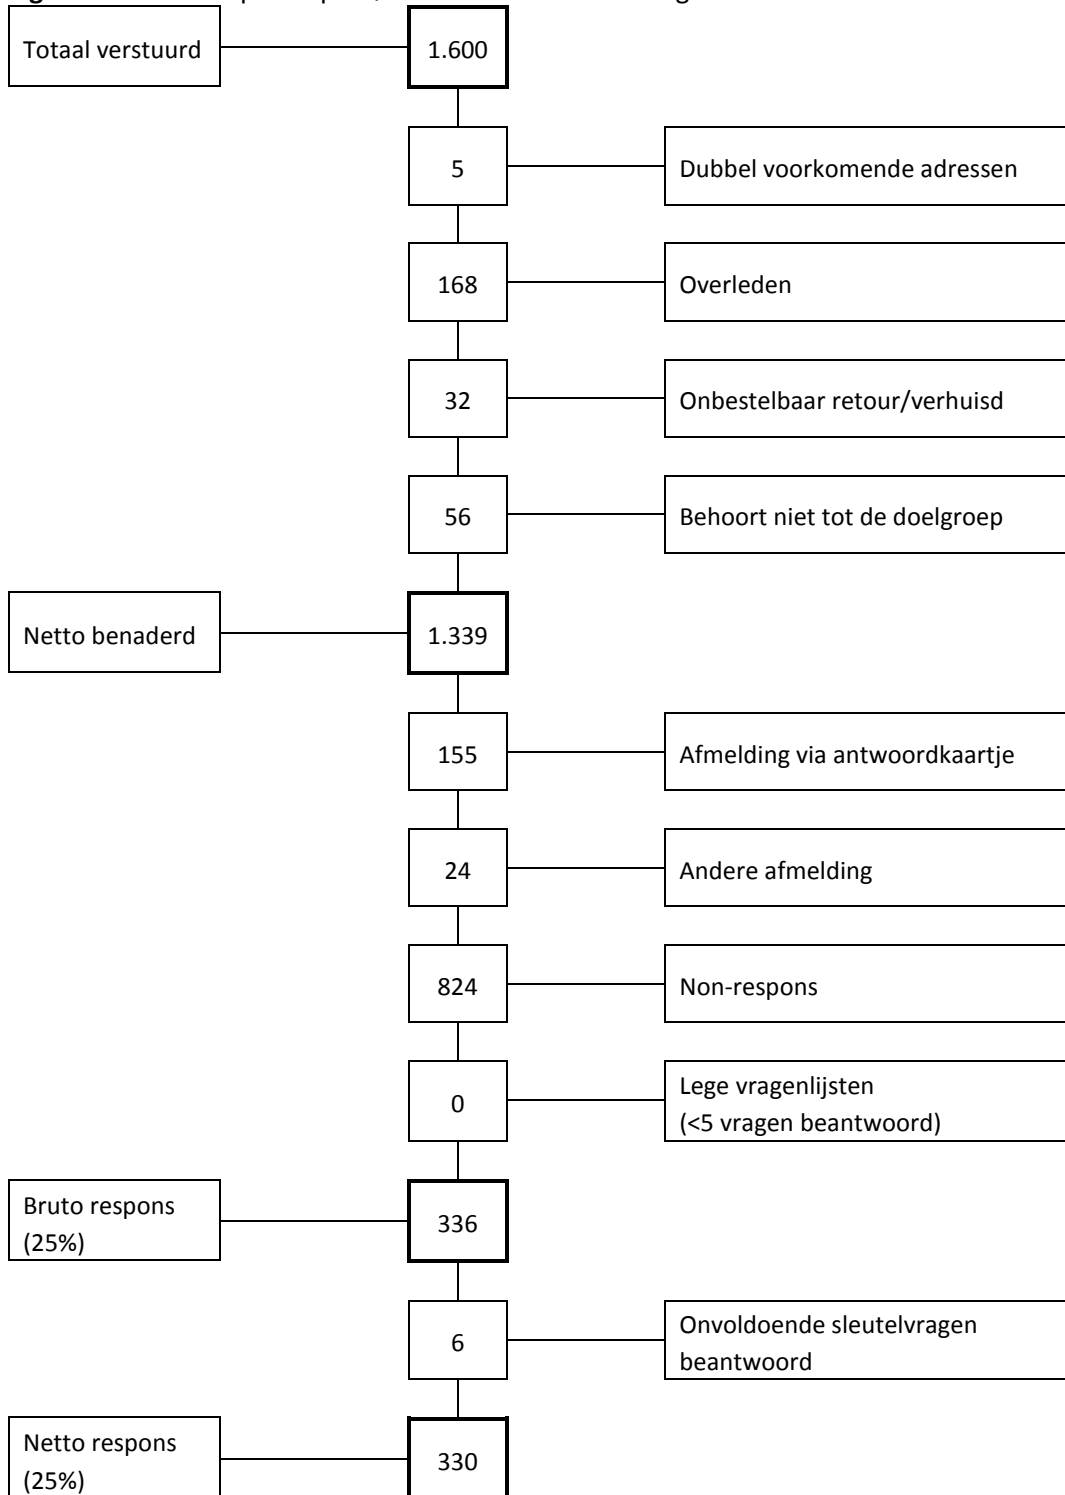 Totaal verstuurd
1.600
5
Dubbel voorkomende adressen
168
Overleden
32
Onbestelbaar retour/verhuisd
56
Behoort niet tot de doelgroep
Netto benaderd
1.339
155
Afmelding via antwoordkaartje
24
Andere afmelding
824
Non-respons
0
Lege vragenlijsten
(<5 vragen beantwoord)
Bruto respons
(25%)
336
6
Onvoldoende sleutelvragen
beantwoord
Netto respons
(25%)
330